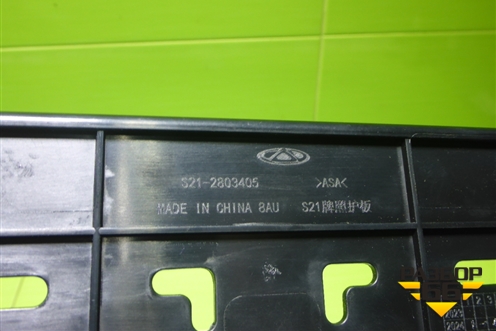 S21-2803405 >ASA<
MADE IN CHINA 8AU S21牌照护板